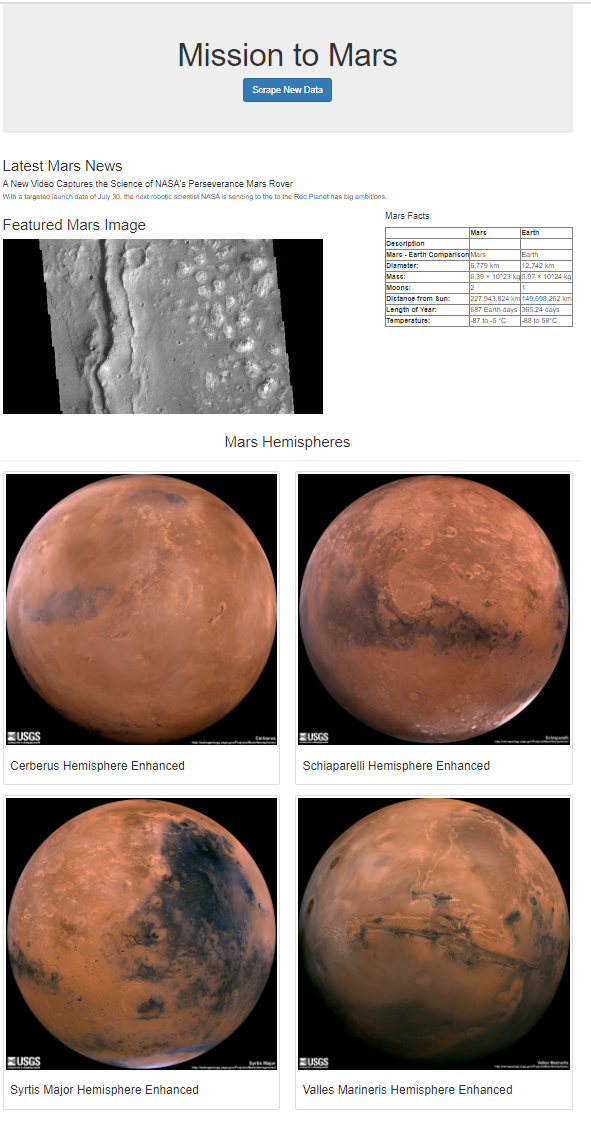 Mission to Mars
Scrape New Data
Latest Mars News
A New Video Captures the Science of NASA's Perseverance Mars Rover
With a targeted launch date of July 30, the next robotic scientist NASA is sending to the to the Red Planet has big ambitions.
Featured Mars Image
Mars Facts
Mars Earth
Description
Mars - Earth Comparison Mars Earth
Diameter: 6,779 km 12,742 km
Mass: 6.39 × 10^23 kg 5.97 × 10^24 kg
Moons: 2 1
Distance from Sun: 227,943,824 km 149,598,262 km
Length of Year: 687 Earth days 365.24 days
Temperature: -87 to -5 °C -88 to 58°C
Mars Hemispheres
USGS
Cerberus
USGS
Schiaparelli
Cerberus Hemisphere Enhanced
Schiaparelli Hemisphere Enhanced
USGS
Syrtis Major
USGS
Valles Marineris
Syrtis Major Hemisphere Enhanced
Valles Marineris Hemisphere Enhanced